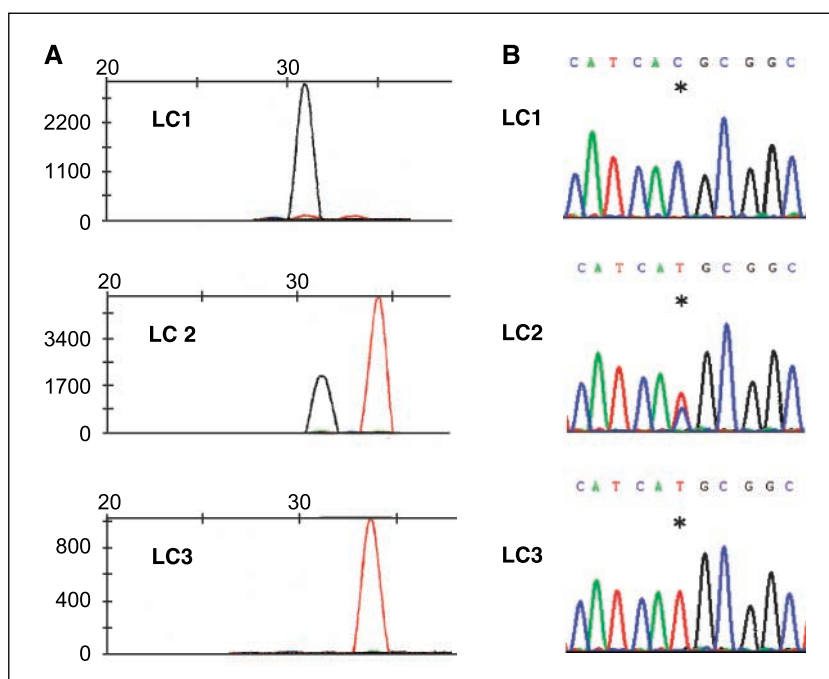 A
20 30
LC1
2200
1100
0
20 30
LC 2
3400
1700
0
20 30
LC3
800
400
0
B
C A T C A C G C G G C
*
LC1
C A T C A T G C G G C
*
LC2
C A T C A T G C G G C
*
LC3